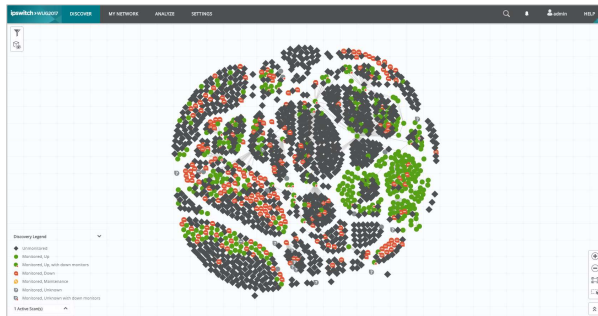 ipswitch WUG2017 DISCOVER MY NETWORK ANALYZE SETTINGS admin HELP
Discovery Legend
Unmonitored
Monitored, Up
Monitored, Up, with down monitors
Monitored, Down
Monitored, Maintenance
Monitored, Unknown
Monitored, Unknown with down monitors
1 Active Scan(s)